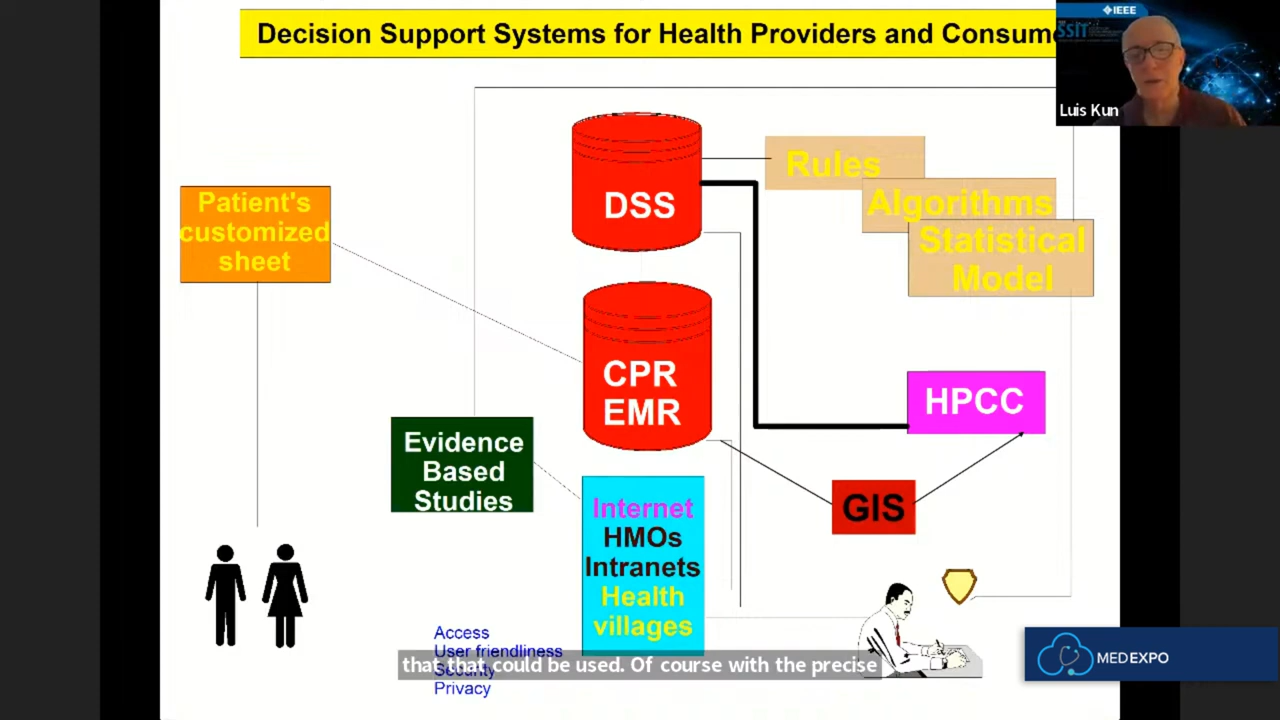 Decision Support Systems for Health Providers and Consume
IEEE
SSIT
Luis Kun
DSS
Rules
Algorithms
Statistical
Model
Patient's
customized
sheet
CPR
EMR
HPCC
Evidence
Based
Studies
GIS
Internet
HMOs
Intranets
Health
villages
Access
User friendliness
Security
Privacy
that that could be used. Of course with the precise
MEDEXPO